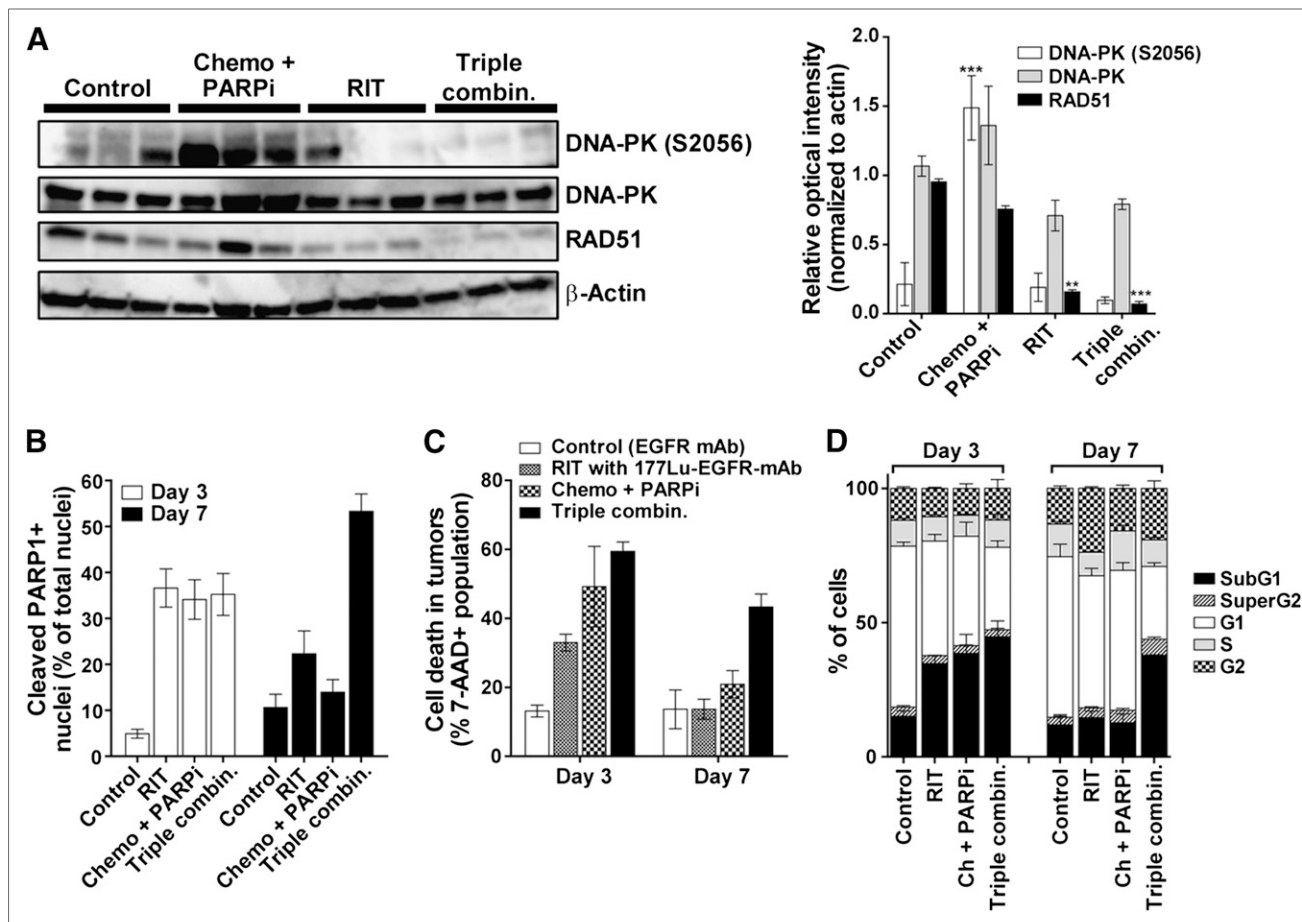 A
Control
Chemo +
PARPi
RIT
Triple
combin.
DNA-PK (S2056)
DNA-PK
RAD51
β-Actin
Relative optical intensity
(normalized to actin)
2.0
1.5
1.0
0.5
0.0
***
**
***
DNA-PK (S2056)
DNA-PK
RAD51
Control
Chemo +
PARPi
RIT
Triple
combin.
B
Cleaved PARP1+
nuclei (% of total nuclei)
60
50
40
30
20
10
0
Day 3
Day 7
Control
RIT
Chemo + PARPi
Triple combin.
Control
RIT
Chemo + PARPi
Triple combin.
C
Control (EGFR mAb)
RIT with 177Lu-EGFR-mAb
Chemo + PARPi
Triple combin.
Cell death in tumors
(% 7-AAD+ population)
80
60
40
20
0
Day 3
Day 7
D
Day 3
Day 7
% of cells
100
50
0
SubG1
SuperG2
G1
S
G2
Control
RIT
Ch + PARPi
Triple combin.
Control
RIT
Ch + PARPi
Triple combin.